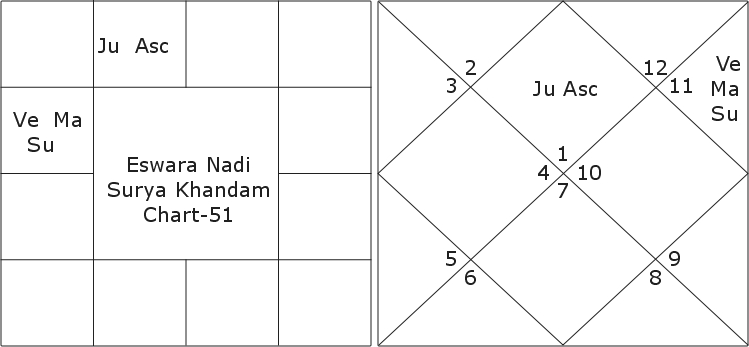 Ju Asc
Ve Ma
Su
Eswara Nadi
Surya Khandam
Chart-51
2
12
3
11
Ve
Ma
Su
Ju Asc
1
4
10
7
5
9
6
8